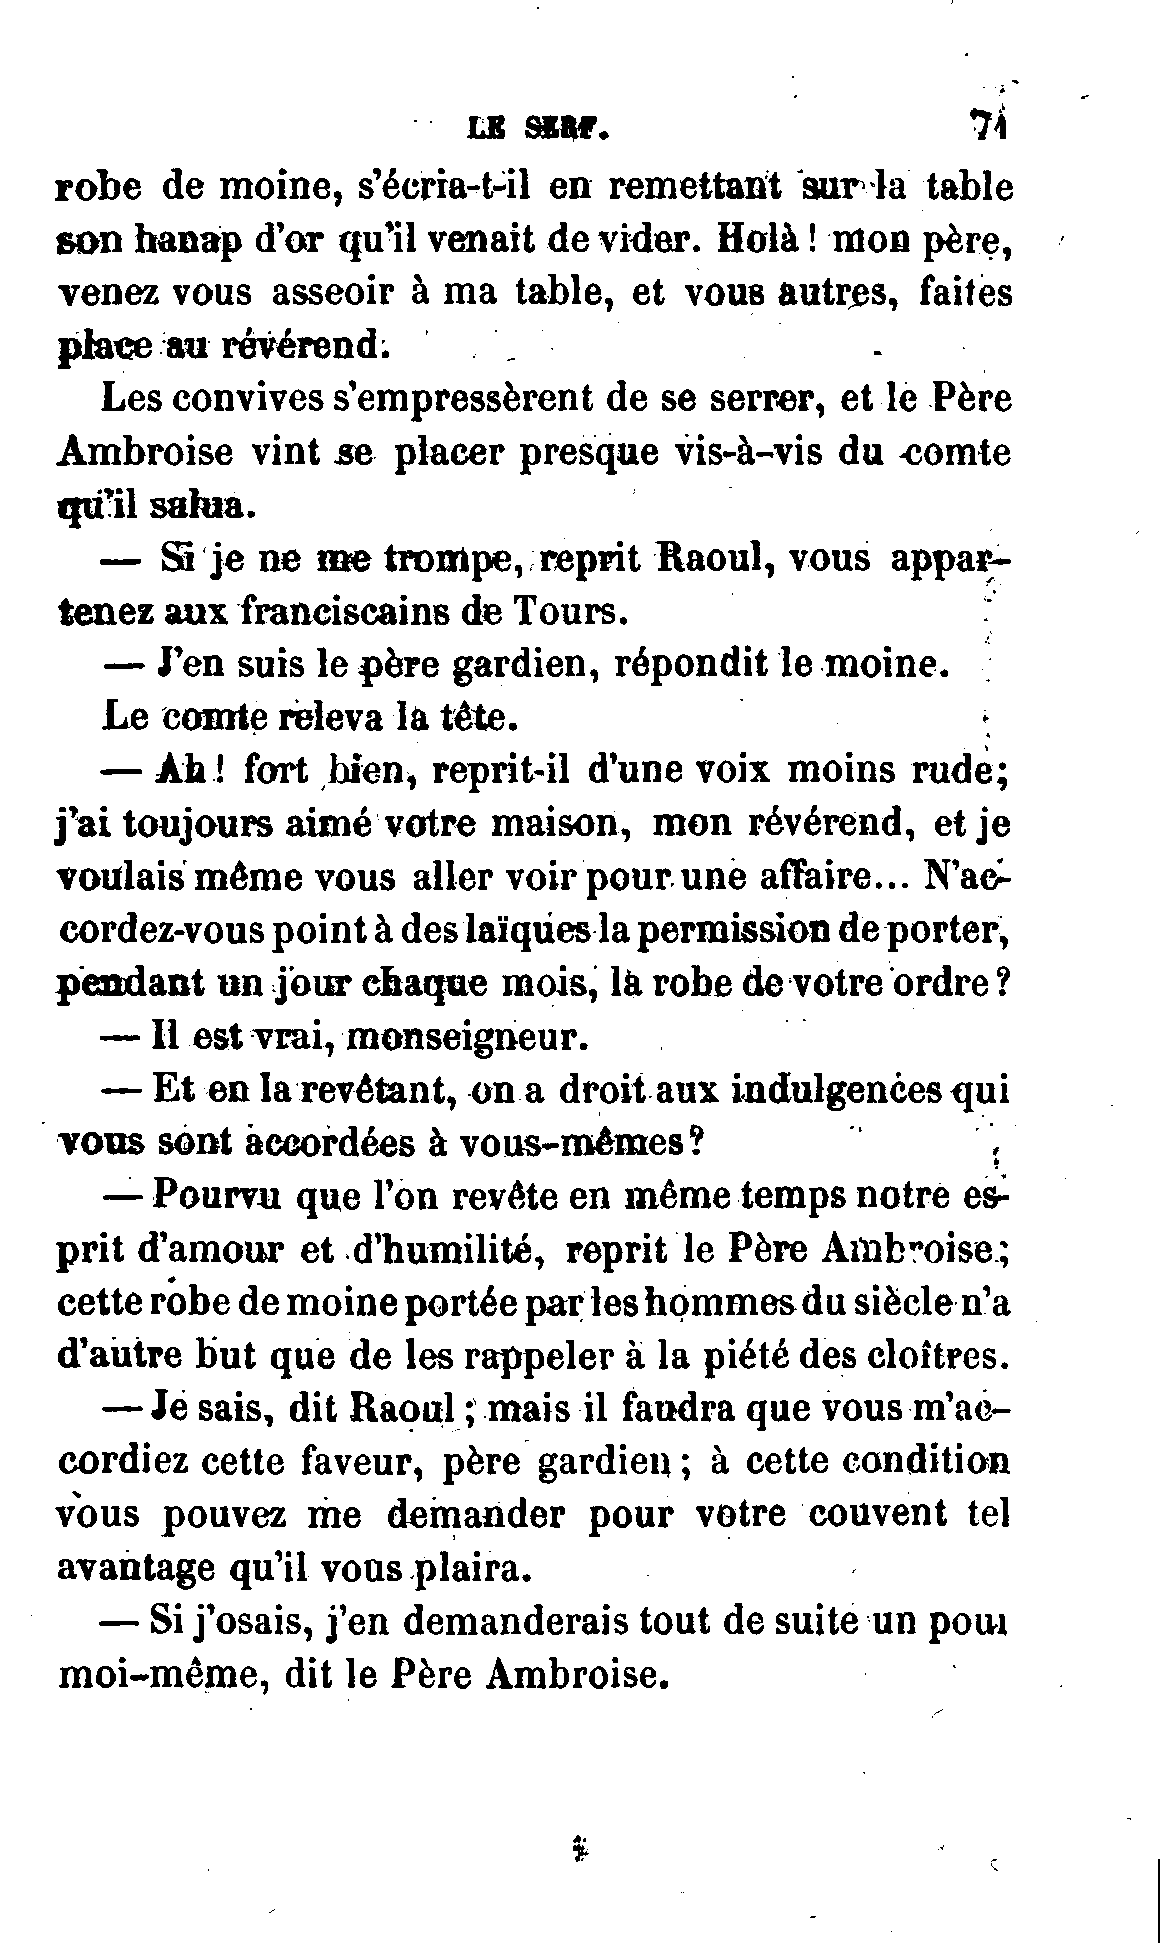 LE SERF. 71
robe de moine, s'écria-t-il en remettant sur la table
son hanap d'or qu'il venait de vider. Holà ! mon père,
venez vous asseoir à ma table, et vous autres, faites
place au révérend.
Les convives s'empressèrent de se serrer, et le Père
Ambroise vint se placer presque vis-à-vis du comte
qu'il salua.
— Si je ne me trompe, reprit Raoul, vous appar-
tenez aux franciscains de Tours.
— J'en suis le père gardien, répondit le moine.
Le comte releva la tête.
— Ah ! fort bien, reprit-il d'une voix moins rude;
j'ai toujours aimé votre maison, mon révérend, et je
voulais même vous aller voir pour une affaire... N'ac-
cordez-vous point à des laïques la permission de porter,
pendant un jour chaque mois, la robe de votre ordre ?
— Il est vrai, monseigneur.
— Et en la revêtant, on a droit aux indulgences qui
vous sont accordées à vous-mêmes ?
— Pourvu que l'on revête en même temps notre es-
prit d'amour et d'humilité, reprit le Père Ambroise;
cette robe de moine portée par les hommes du siècle n'a
d'autre but que de les rappeler à la piété des cloîtres.
— Je sais, dit Raoul ; mais il faudra que vous m'ac-
cordiez cette faveur, père gardien ; à cette condition
vous pouvez me demander pour votre couvent tel
avantage qu'il vous plaira.
— Si j'osais, j'en demanderais tout de suite un pour
moi-même, dit le Père Ambroise.